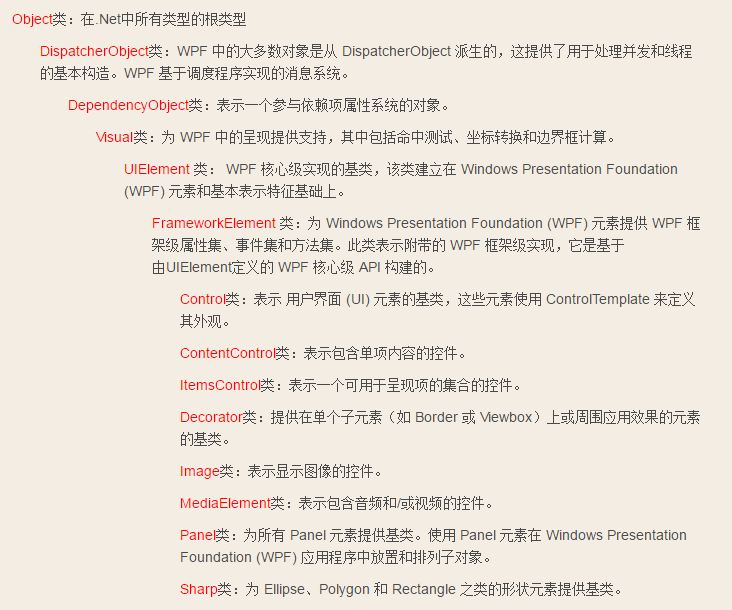 Object类：在.Net中所有类型的根类型
DispatcherObject类：WPF 中的大多数对象是从 DispatcherObject 派生的，这提供了用于处理并发和线程
的基本构造。WPF 基于调度程序实现的消息系统。
DependencyObject类：表示一个参与依赖项属性系统的对象。
Visual类：为 WPF 中的呈现提供支持，其中包括命中测试、坐标转换和边界框计算。
UIElement 类： WPF 核心级实现的基类，该类建立在 Windows Presentation Foundation
(WPF) 元素和基本表示特征基础上。
FrameworkElement 类：为 Windows Presentation Foundation (WPF) 元素提供 WPF 框
架级属性集、事件集和方法集。此类表示附带的 WPF 框架级实现，它是基于
由UIElement定义的 WPF 核心级 API 构建的。
Control类：表示 用户界面 (UI) 元素的基类，这些元素使用 ControlTemplate 来定义
其外观。
ContentControl类：表示包含单项内容的控件。
ItemsControl类：表示一个可用于呈现项的集合的控件。
Decorator类：提供在单个子元素（如 Border 或 Viewbox）上或周围应用效果的元素
的基类。
Image类：表示显示图像的控件。
MediaElement类：表示包含音频和/或视频的控件。
Panel类：为所有 Panel 元素提供基类。使用 Panel 元素在 Windows Presentation
Foundation (WPF) 应用程序中放置和排列子对象。
Sharp类：为 Ellipse、Polygon 和 Rectangle 之类的形状元素提供基类。